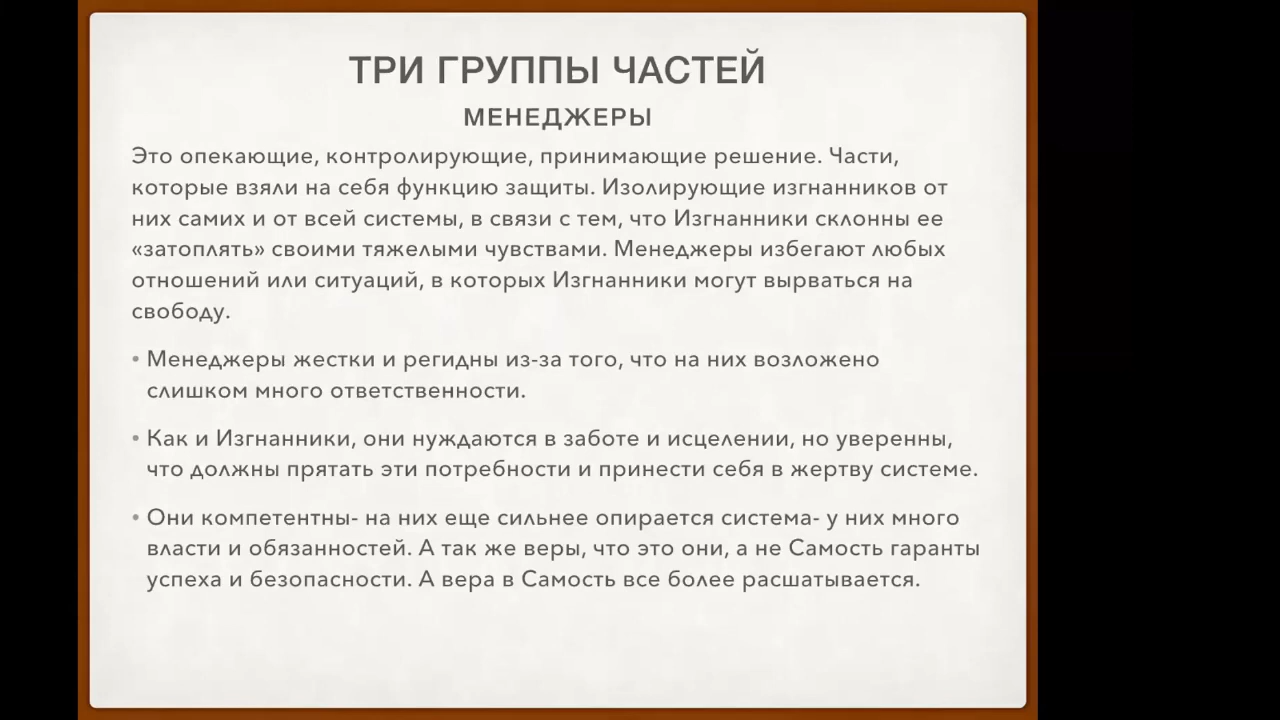 ТРИ ГРУППЫ ЧАСТЕЙ
МЕНЕДЖЕРЫ
Это опекающие, контролирующие, принимающие решение. Части,
которые взяли на себя функцию защиты. Изолирующие изгнанников от
них самих и от всей системы, в связи с тем, что Изгнанники склонны ее
«затоплять» своими тяжелыми чувствами. Менеджеры избегают любых
отношений или ситуаций, в которых Изгнанники могут вырваться на
свободу.
• Менеджеры жестки и регидны из-за того, что на них возложено
слишком много ответственности.
• Как и Изгнанники, они нуждаются в заботе и исцелении, но уверенны,
что должны прятать эти потребности и принести себя в жертву системе.
• Они компетентны- на них еще сильнее опирается система- у них много
власти и обязанностей. А так же веры, что это они, а не Самость гаранты
успеха и безопасности. А вера в Самость все более расшатывается.